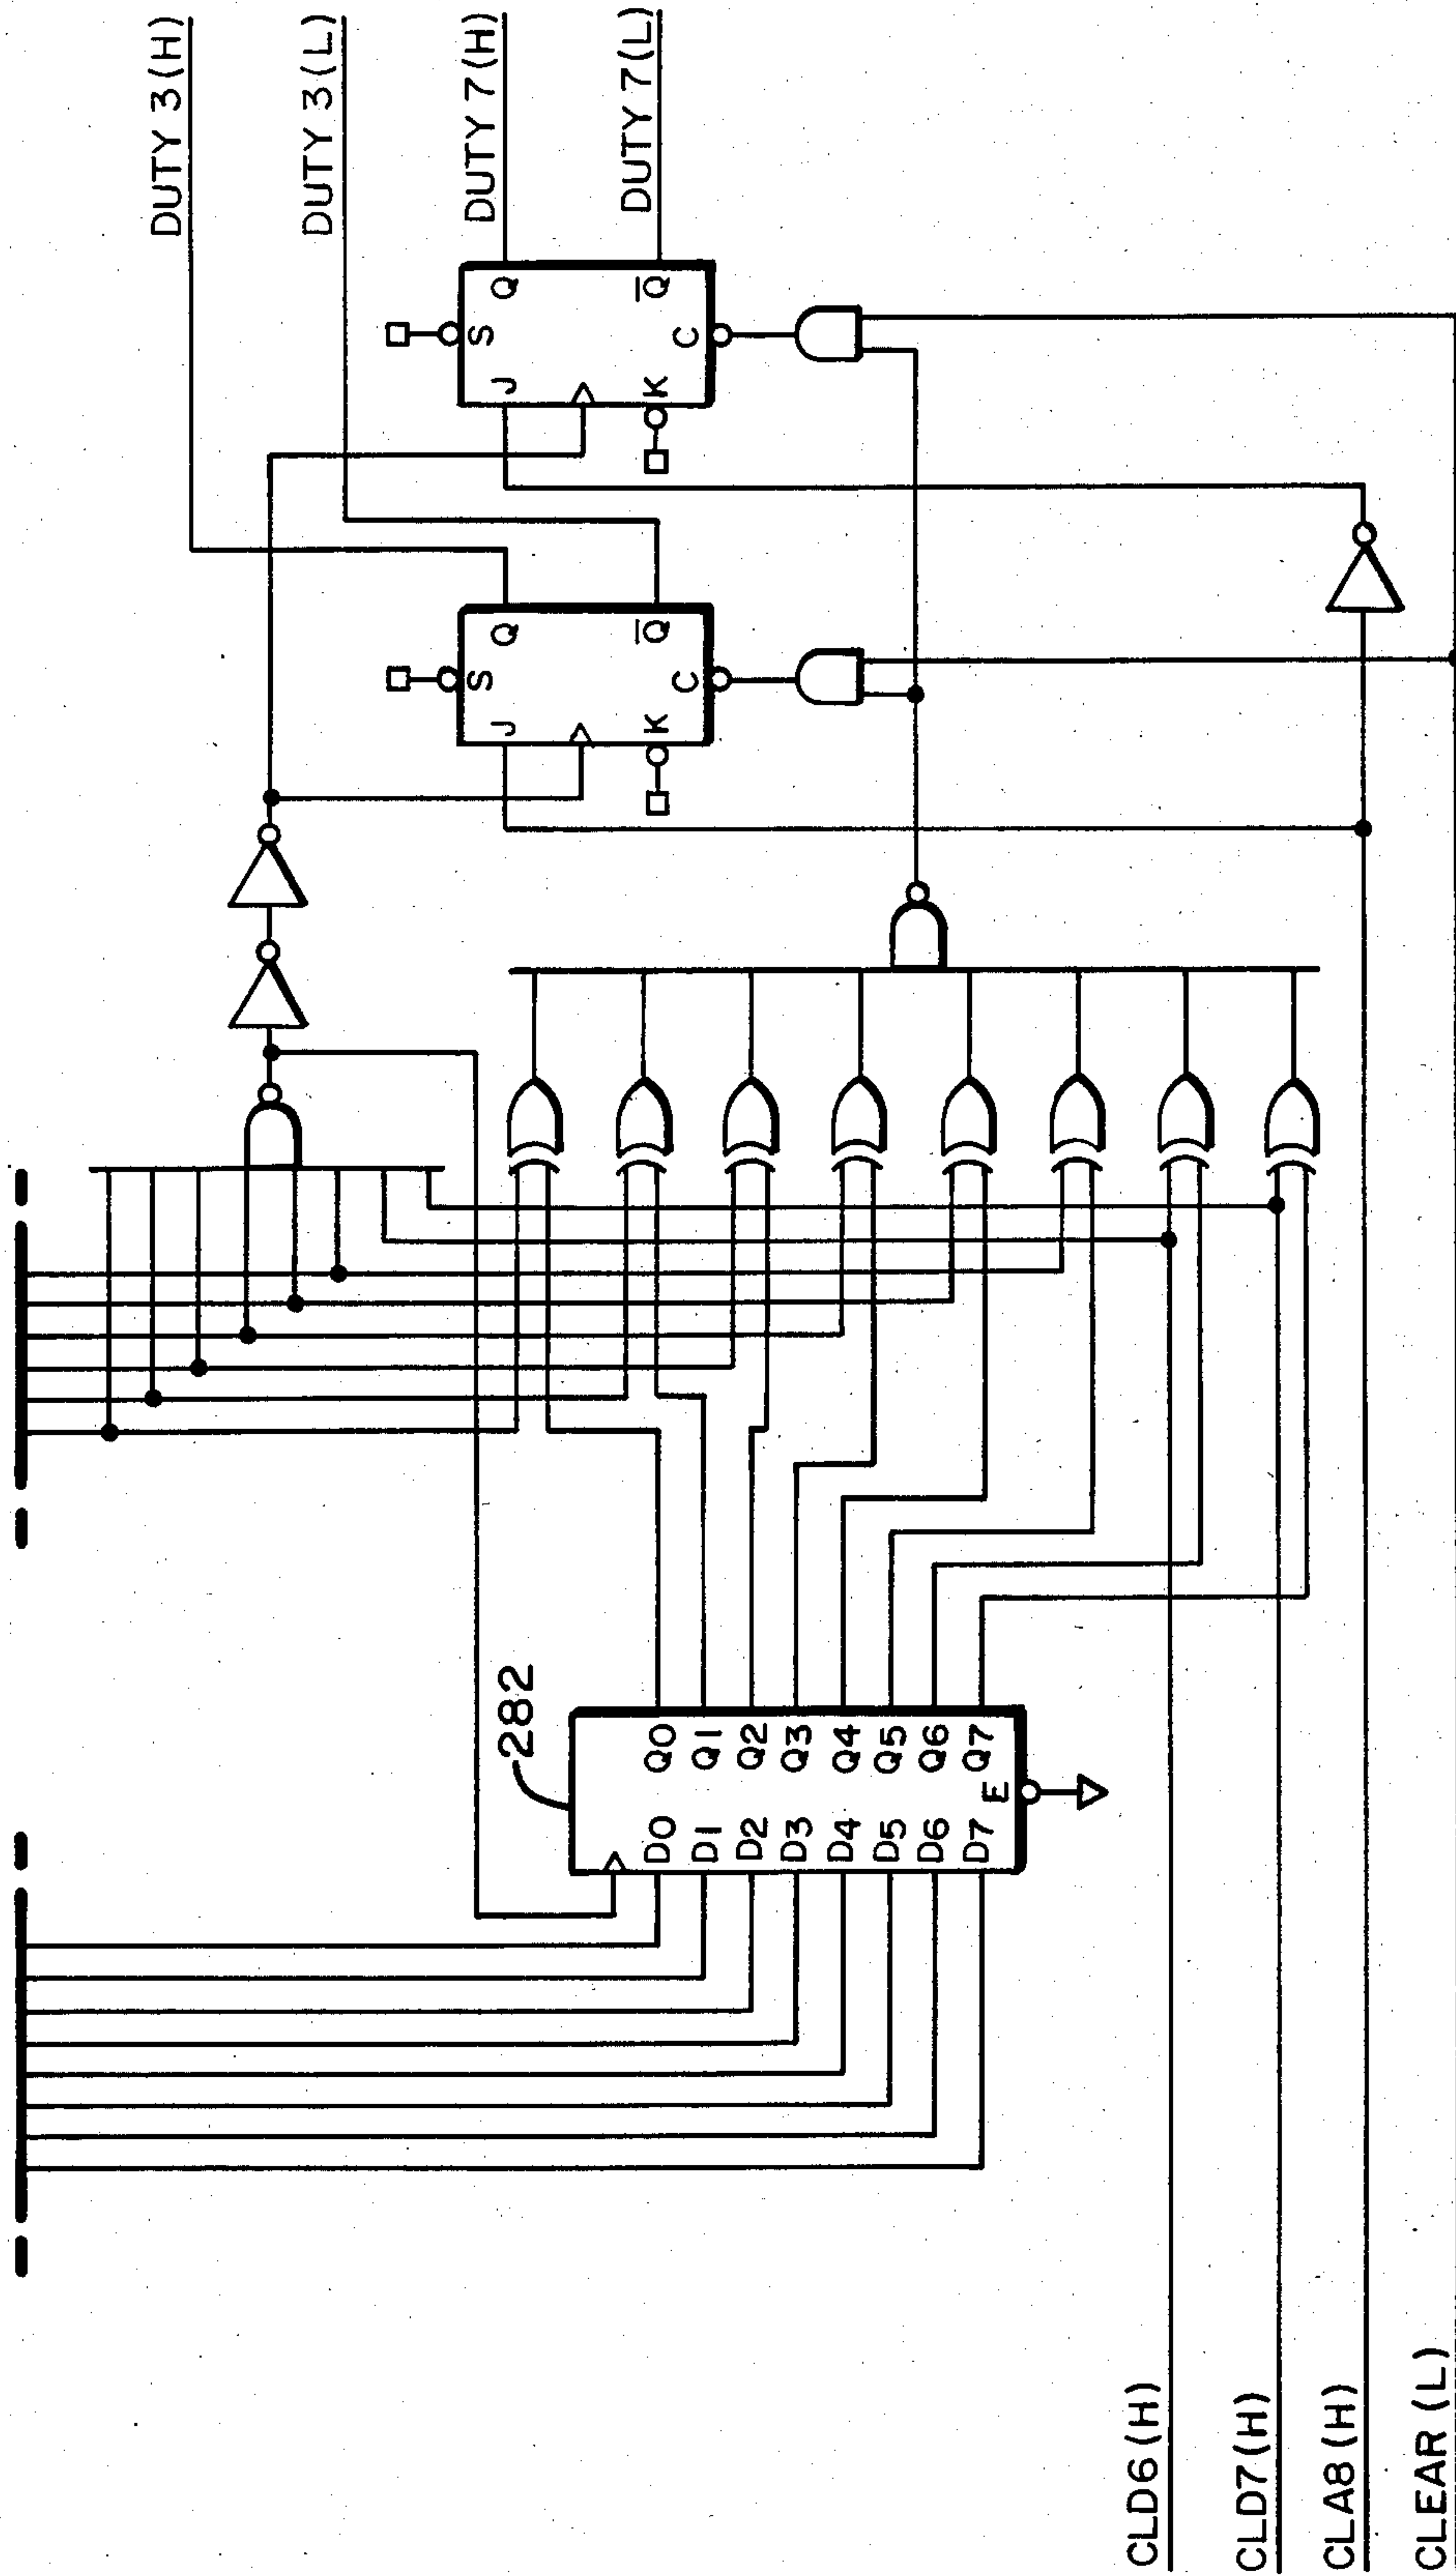 DUTY 3 (H)
DUTY 3 (L)
DUTY 7 (H)
DUTY 7 (L)
S
J
Q
K
C
Q̅
S
J
Q
K
C
Q̅
282
D0 Q0
D1 Q1
D2 Q2
D3 Q3
D4 Q4
D5 Q5
D6 Q6
D7 Q7
E
CLD6 (H)
CLD7 (H)
CLA8 (H)
CLEAR (L)